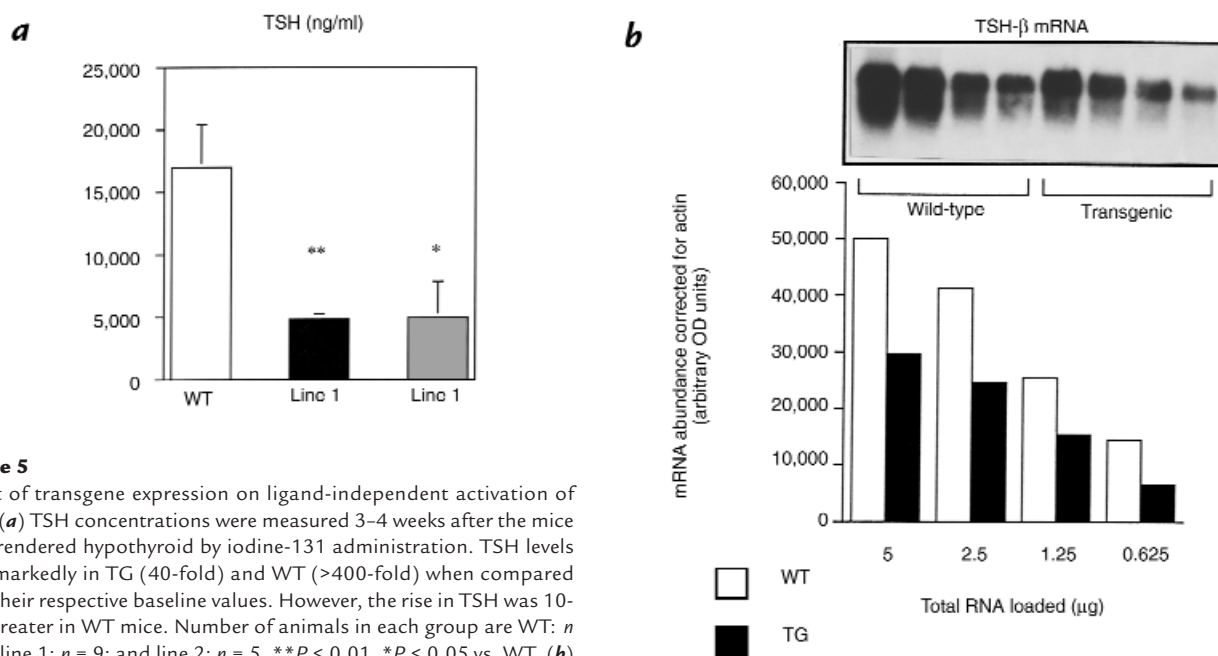 a
TSH (ng/ml)
25,000
20,000
15,000
10,000
5,000
0
**
*
WT
Line 1
Line 1
e 5
of transgene expression on ligand-independent activation of
(a) TSH concentrations were measured 3–4 weeks after the mice
rendered hypothyroid by iodine-131 administration. TSH levels
markedly in TG (40-fold) and WT (>400-fold) when compared
heir respective baseline values. However, the rise in TSH was 10-
reater in WT mice. Number of animals in each group are WT: n
line 1: n = 9; and line 2: n = 5. **P < 0.01, *P < 0.05 vs. WT. (b)
b
TSH-β mRNA
Wild-type
Transgenic
mRNA abundance corrected for actin
(arbitrary OD units)
60,000
50,000
40,000
30,000
20,000
10,000
0
5
2.5
1.25
0.625
Total RNA loaded (µg)
WT
TG